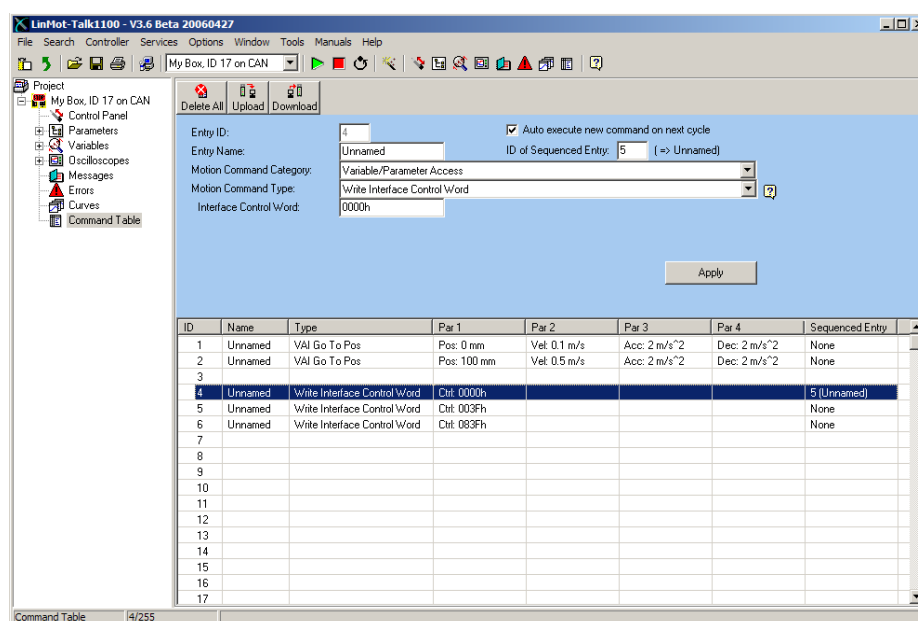 LinMot-Talk1100 - V3.6 Beta 20060427
File Search Controller Services Options Window Tools Manuals Help
My Box, ID 17 on CAN
Project
My Box, ID 17 on CAN
Control Panel
Parameters
Variables
Oscilloscopes
Messages
Errors
Curves
Command Table
Delete All Upload Download
Entry ID: 4 Auto execute new command on next cycle
Entry Name: Unnamed ID of Sequenced Entry: 5 ( => Unnamed)
Motion Command Category: Variable/Parameter Access
Motion Command Type: Write Interface Control Word
Interface Control Word: 0000h
Apply
ID Name Type Par 1 Par 2 Par 3 Par 4 Sequenced Entry
1 Unnamed VAI Go To Pos Pos: 0 mm Vel: 0.1 m/s Acc: 2 m/s^2 Dec: 2 m/s^2 None
2 Unnamed VAI Go To Pos Pos: 100 mm Vel: 0.5 m/s Acc: 2 m/s^2 Dec: 2 m/s^2 None
3
4 Unnamed Write Interface Control Word Ctrl: 0000h 5 (Unnamed)
5 Unnamed Write Interface Control Word Ctrl: 003Fh None
6 Unnamed Write Interface Control Word Ctrl: 083Fh None
7
8
9
10
11
12
13
14
15
16
17
Command Table 4/255